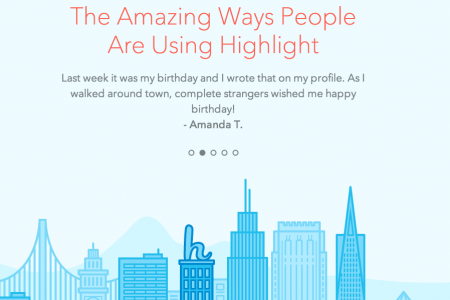 The Amazing Ways People
Are Using Highlight
Last week it was my birthday and I wrote that on my profile. As I
walked around town, complete strangers wished me happy
birthday!
- Amanda T.
h